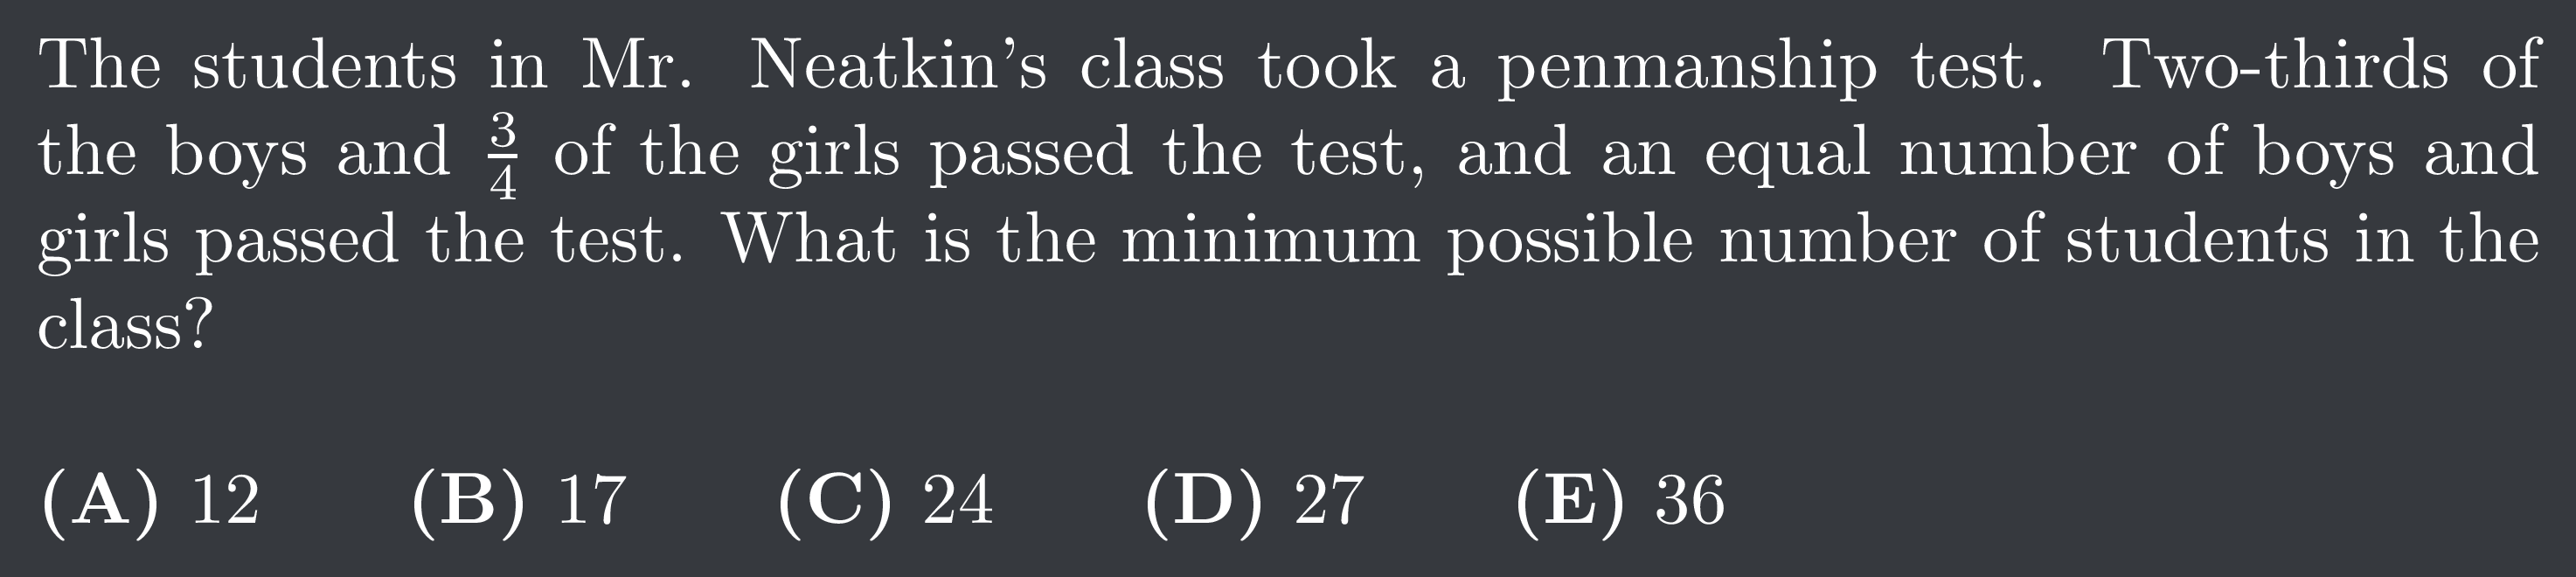 The students in Mr. Neatkin's class took a penmanship test. Two-thirds of
the boys and 3/4 of the girls passed the test, and an equal number of boys and
girls passed the test. What is the minimum possible number of students in the
class?
(A) 12 (B) 17 (C) 24 (D) 27 (E) 36